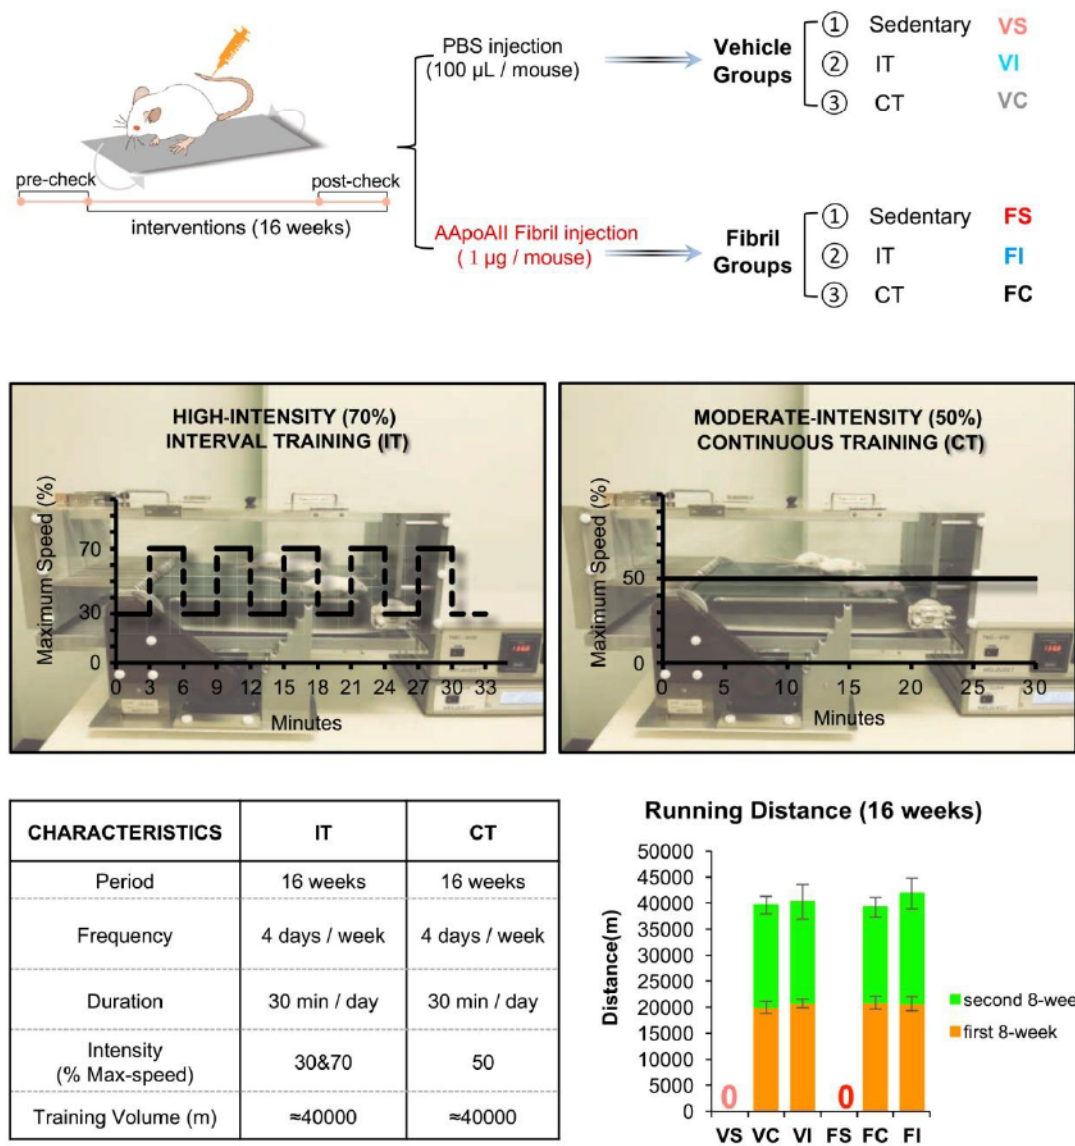 PBS injection
(100 µL / mouse)
Vehicle
Groups
① Sedentary VS
② IT VI
③ CT VC
pre-check
post-check
interventions (16 weeks)
AApoAII Fibril injection
( 1 µg / mouse)
Fibril
Groups
① Sedentary FS
② IT FI
③ CT FC
HIGH-INTENSITY (70%)
INTERVAL TRAINING (IT)
Maximum Speed (%)
70
30
0
0 3 6 9 12 15 18 21 24 27 30 33
Minutes
MODERATE-INTENSITY (50%)
CONTINUOUS TRAINING (CT)
Maximum Speed (%)
50
0
0 5 10 15 20 25 30
Minutes
CHARACTERISTICS IT CT
Period 16 weeks 16 weeks
Frequency 4 days / week 4 days / week
Duration 30 min / day 30 min / day
Intensity
(% Max-speed) 30&70 50
Training Volume (m) ≈40000 ≈40000
Running Distance (16 weeks)
Distance(m)
50000
45000
40000
35000
30000
25000
20000
15000
10000
5000
0
0 0
VS VC VI FS FC FI
second 8-wee
first 8-week